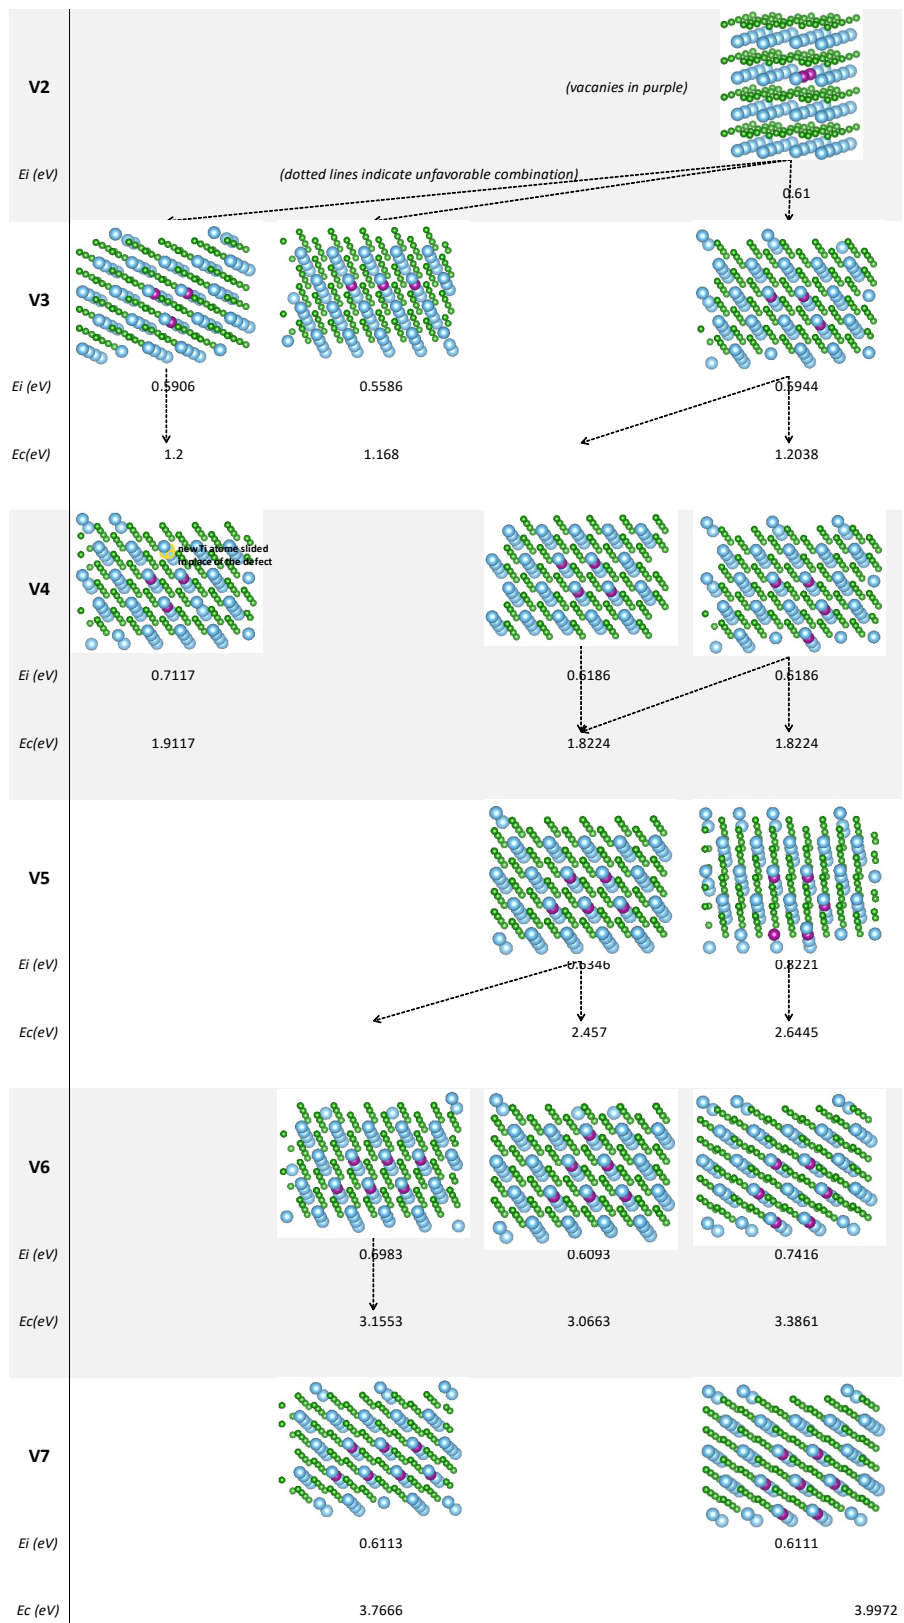 V2
(vacanies in purple)
Ei (eV)
(dotted lines indicate unfavorable combination)
0.61
V3
Ei (eV) 0.5906 0.5586 0.5944
Ec(eV) 1.2 1.168 1.2038
new Ti atome slided
in place of the defect
V4
Ei (eV) 0.7117 0.6186 0.6186
Ec(eV) 1.9117 1.8224 1.8224
V5
Ei (eV) 0.6346 0.8221
Ec(eV) 2.457 2.6445
V6
Ei (eV) 0.6983 0.6093 0.7416
Ec(eV) 3.1553 3.0663 3.3861
V7
Ei (eV) 0.6113 0.6111
Ec (eV) 3.7666 3.9972